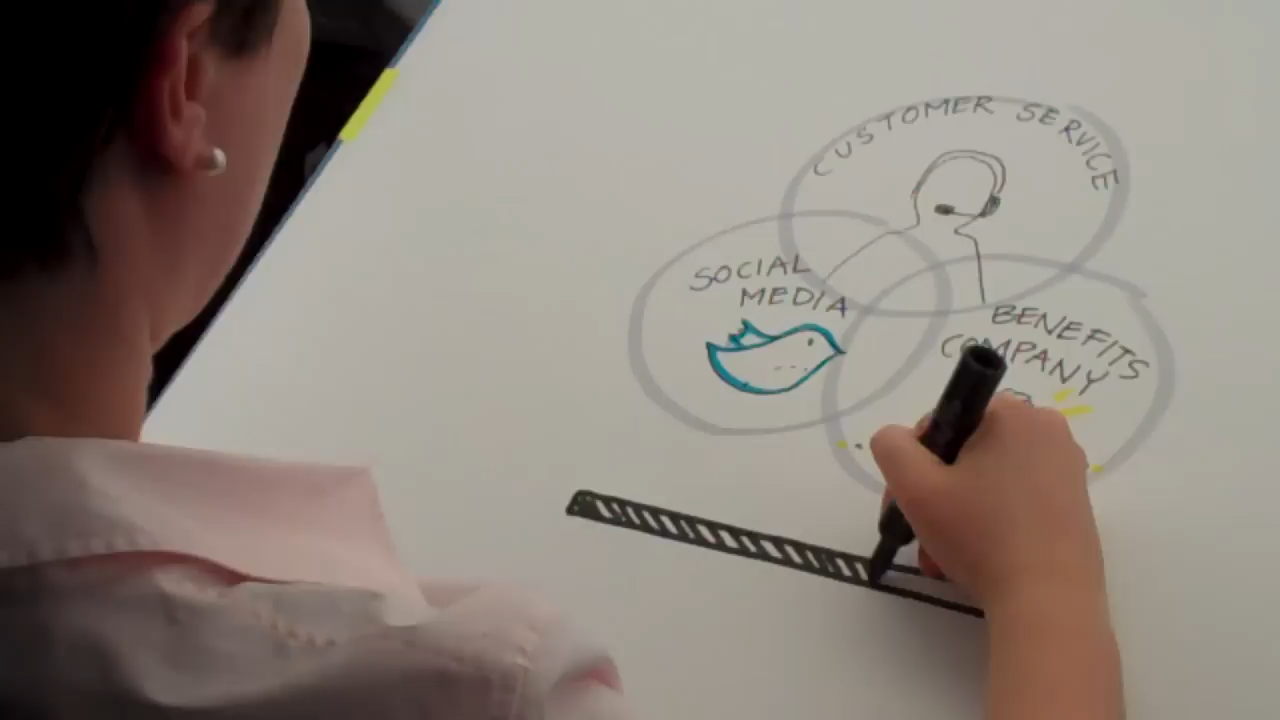 CUSTOMER SERVICE
SOCIAL
MEDIA
BENEFITS
COMPANY